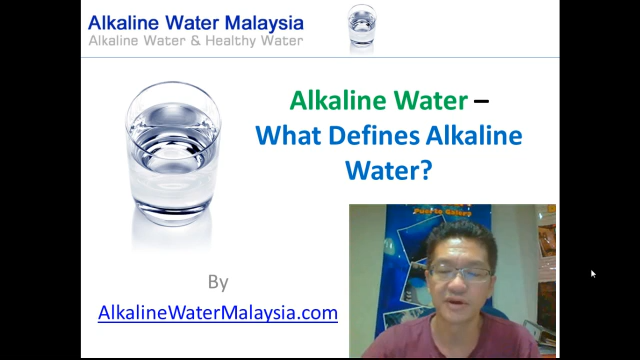 Alkaline Water Malaysia
Alkaline Water & Healthy Water
Alkaline Water –
What Defines Alkaline
Water?
By
AlkalineWaterMalaysia.com